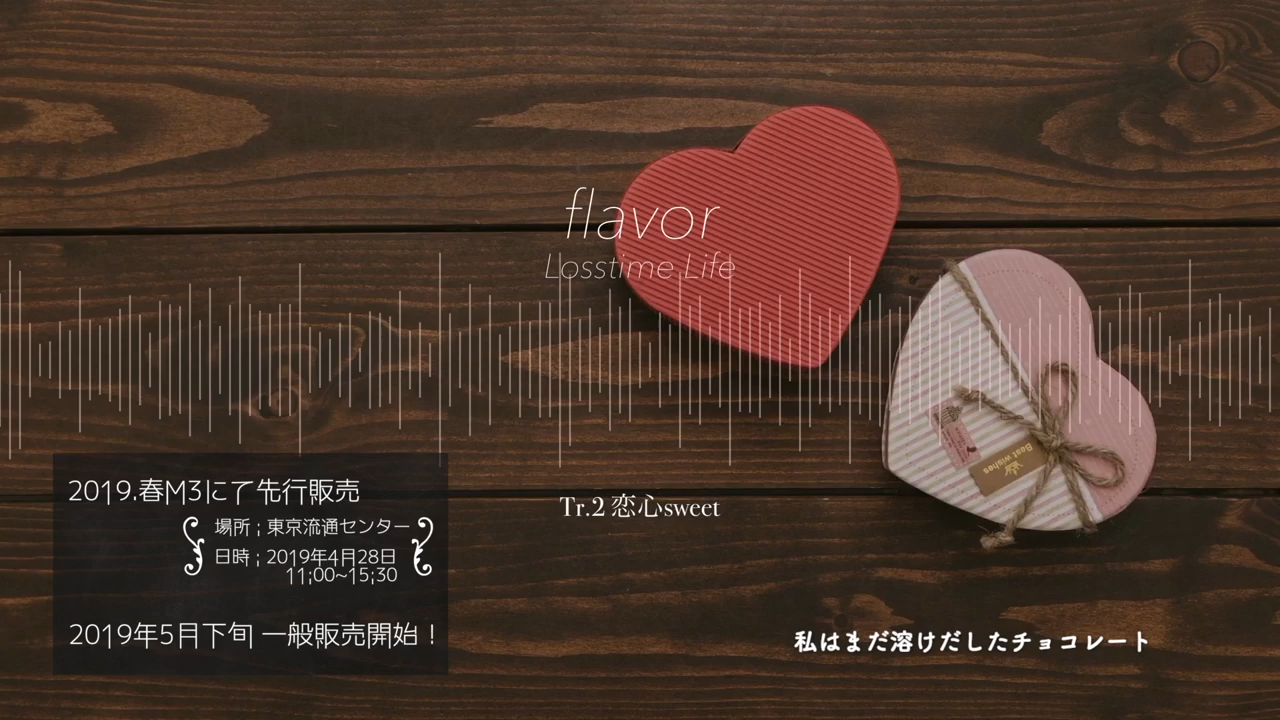 flavor
Losstime Life
2019.春M3にて先行販売
場所 ; 東京流通センター
日時 ; 2019年4月28日
11;00~15;30
2019年5月下旬 一般販売開始！
Tr.2 恋心sweet
私はまだ溶けだしたチョコレート
Best wishes